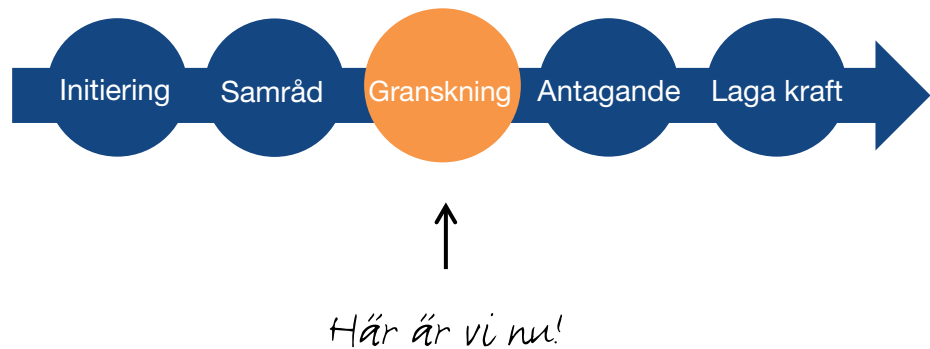 Initiering Samråd Granskning Antagande Laga kraft
Här är vi nu!